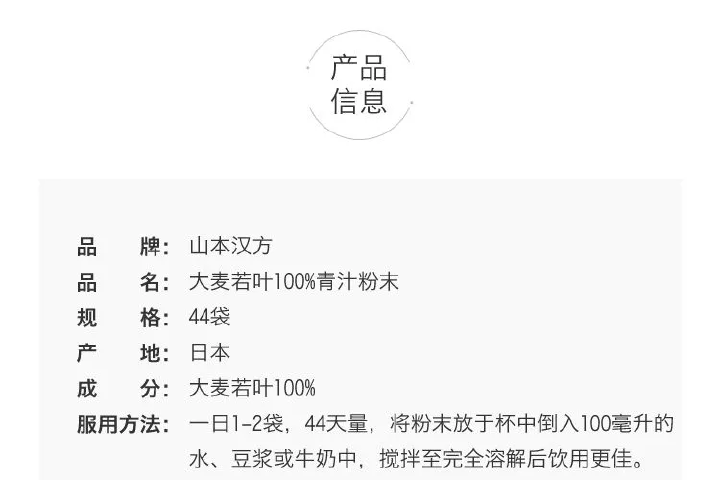 产品
信息
品 牌: 山本汉方
品 名: 大麦若叶100%青汁粉末
规 格: 44袋
产 地: 日本
成 分: 大麦若叶100%
服用方法: 一日1-2袋，44天量，将粉末放于杯中倒入100毫升的
水、豆浆或牛奶中，搅拌至完全溶解后饮用更佳。